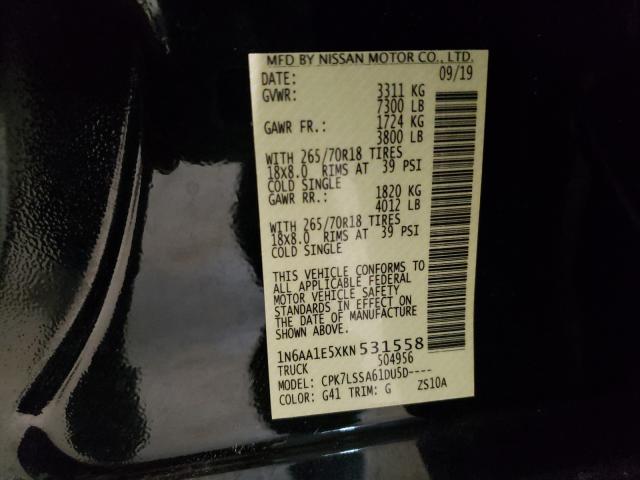 MFD BY NISSAN MOTOR CO., LTD.
DATE: 09/19
GVWR: 3311 KG
7300 LB
GAWR FR.: 1724 KG
3800 LB
WITH 265/70R18 TIRES
18x8.0 RIMS AT 39 PSI
COLD SINGLE
GAWR RR.: 1820 KG
4012 LB
WITH 265/70R18 TIRES
18x8.0 RIMS AT 39 PSI
COLD SINGLE
THIS VEHICLE CONFORMS TO
ALL APPLICABLE FEDERAL
MOTOR VEHICLE SAFETY
STANDARDS IN EFFECT ON
THE DATE OF MANUFACTURE
SHOWN ABOVE.
1N6AA1E5XKN531558
TRUCK 504956
MODEL: CPK7LSSA61DU5D----
COLOR: G41 TRIM: G ZS10A